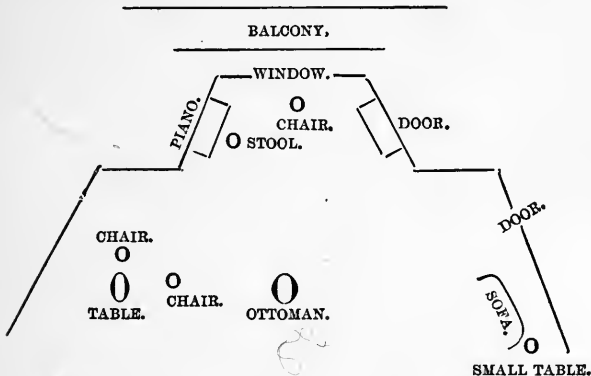 BALCONY,
WINDOW.
PIANO.
CHAIR.
DOOR.
STOOL.
DOOR.
CHAIR.
CHAIR.
TABLE.
OTTOMAN.
SOFA.
SMALL TABLE.